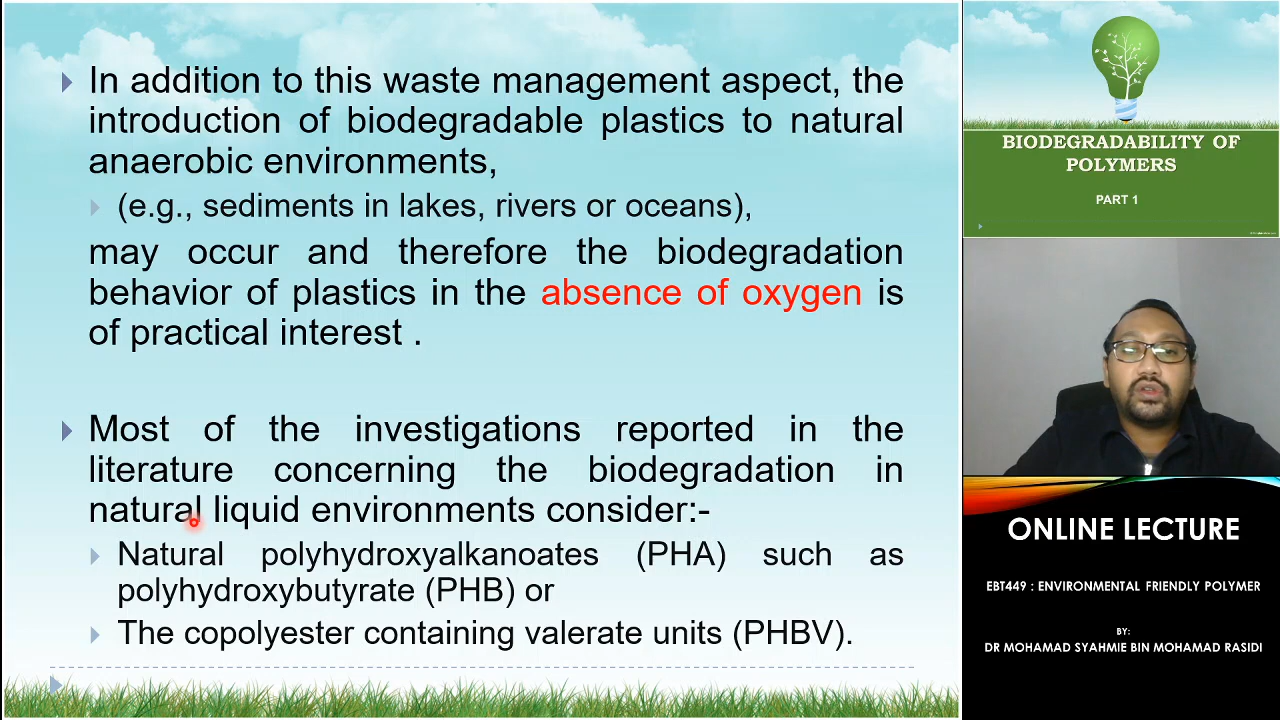 In addition to this waste management aspect, the
introduction of biodegradable plastics to natural
anaerobic environments,
(e.g., sediments in lakes, rivers or oceans),
may occur and therefore the biodegradation
behavior of plastics in the absence of oxygen is
of practical interest .
Most of the investigations reported in the
literature concerning the biodegradation in
natural liquid environments consider:-
Natural polyhydroxyalkanoates (PHA) such as
polyhydroxybutyrate (PHB) or
The copolyester containing valerate units (PHBV).
BIODEGRADABILITY OF
POLYMERS
PART 1
ONLINE LECTURE
EBT449 : ENVIRONMENTAL FRIENDLY POLYMER
BY:
DR MOHAMAD SYAHMIE BIN MOHAMAD RASIDI